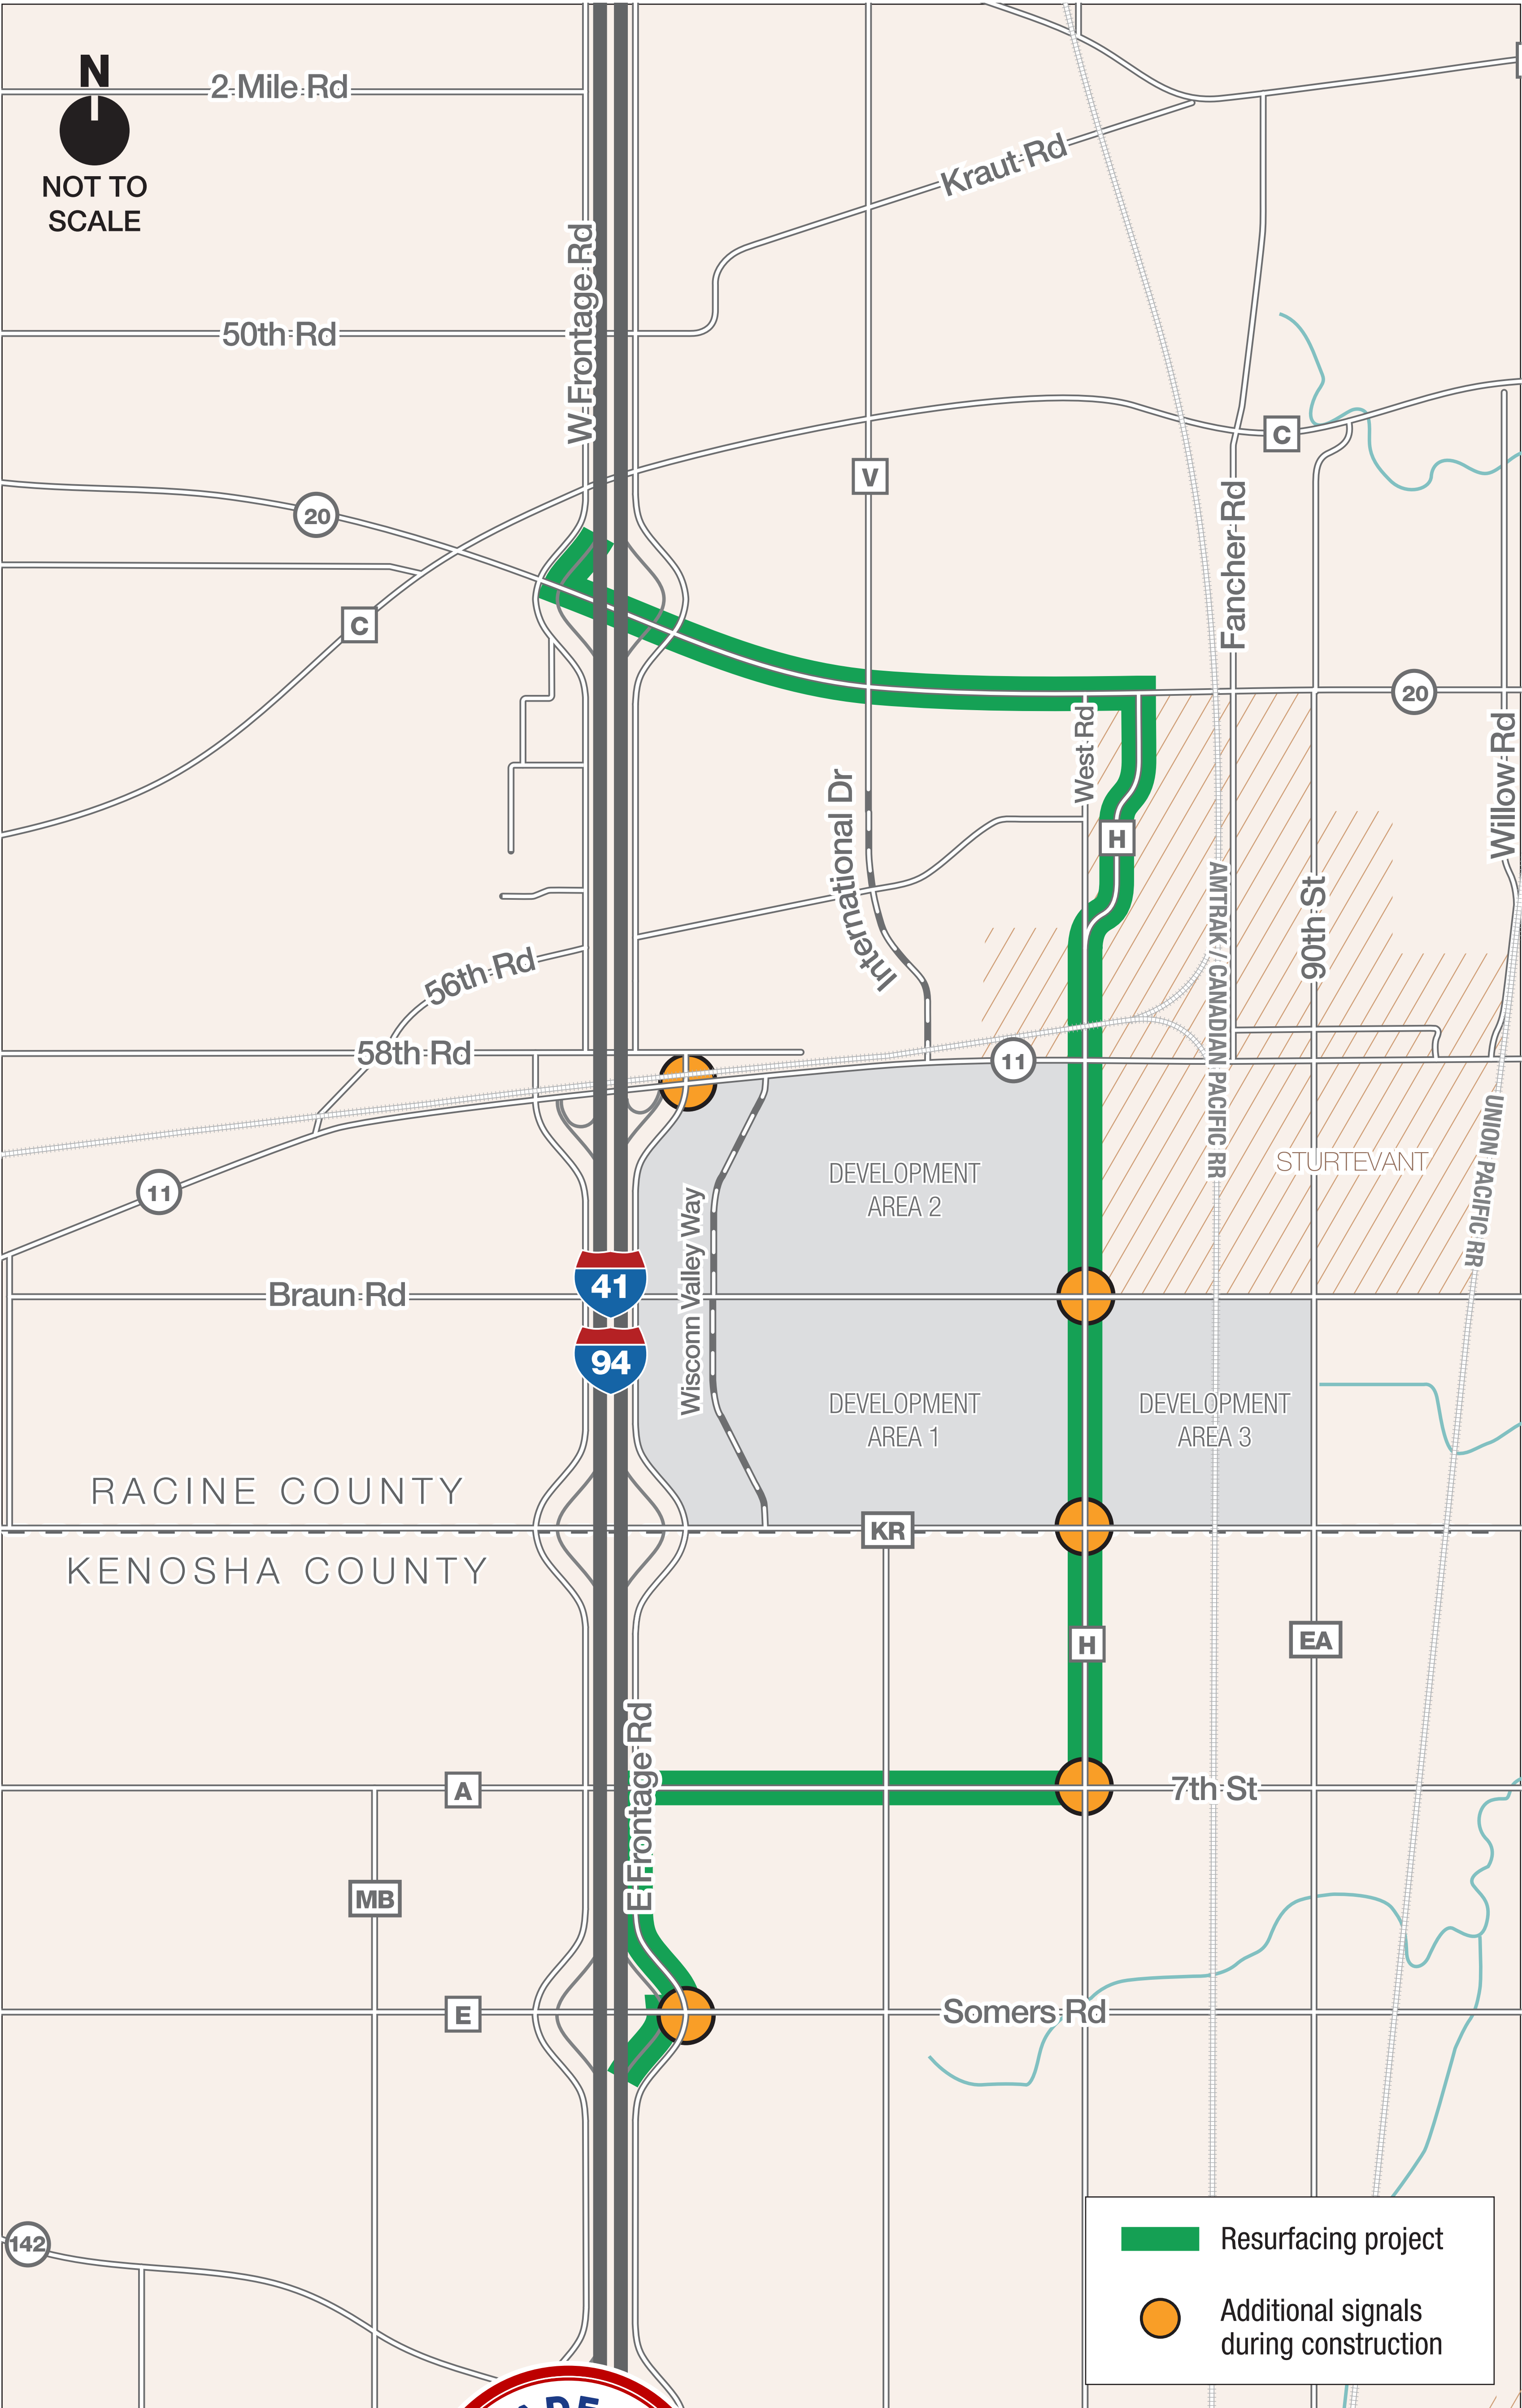 N
NOT TO
SCALE
2 Mile Rd
Kraut Rd
W Frontage Rd
50th Rd
C
V
20
Fancher Rd
C
20
West Rd
Willow Rd
International Dr
H
AMTRAK / CANADIAN PACIFIC RR
90th St
56th Rd
58th Rd
11
UNION PACIFIC RR
STURTEVANT
DEVELOPMENT
AREA 2
11
Wisconn Valley Way
41
Braun Rd
94
DEVELOPMENT
AREA 1
DEVELOPMENT
AREA 3
RACINE COUNTY
KR
KENOSHA COUNTY
H
EA
E Frontage Rd
A
7th St
MB
E
Somers Rd
142
Resurfacing project
Additional signals
during construction